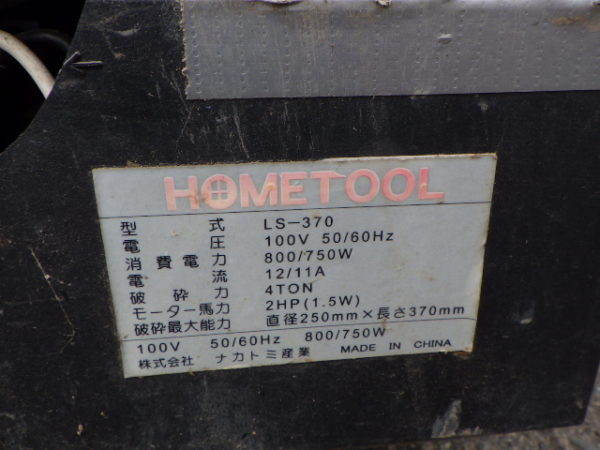 HOMETOOL
型式 LS-370
電圧 100V 50/60Hz
消費電力 800/750W
電流 12/11A
破砕力 4TON
モーター馬力 2HP(1.5W)
破砕最大能力 直径250mm×長さ370mm
100V 50/60Hz 800/750W
株式会社 ナカトミ産業 MADE IN CHINA